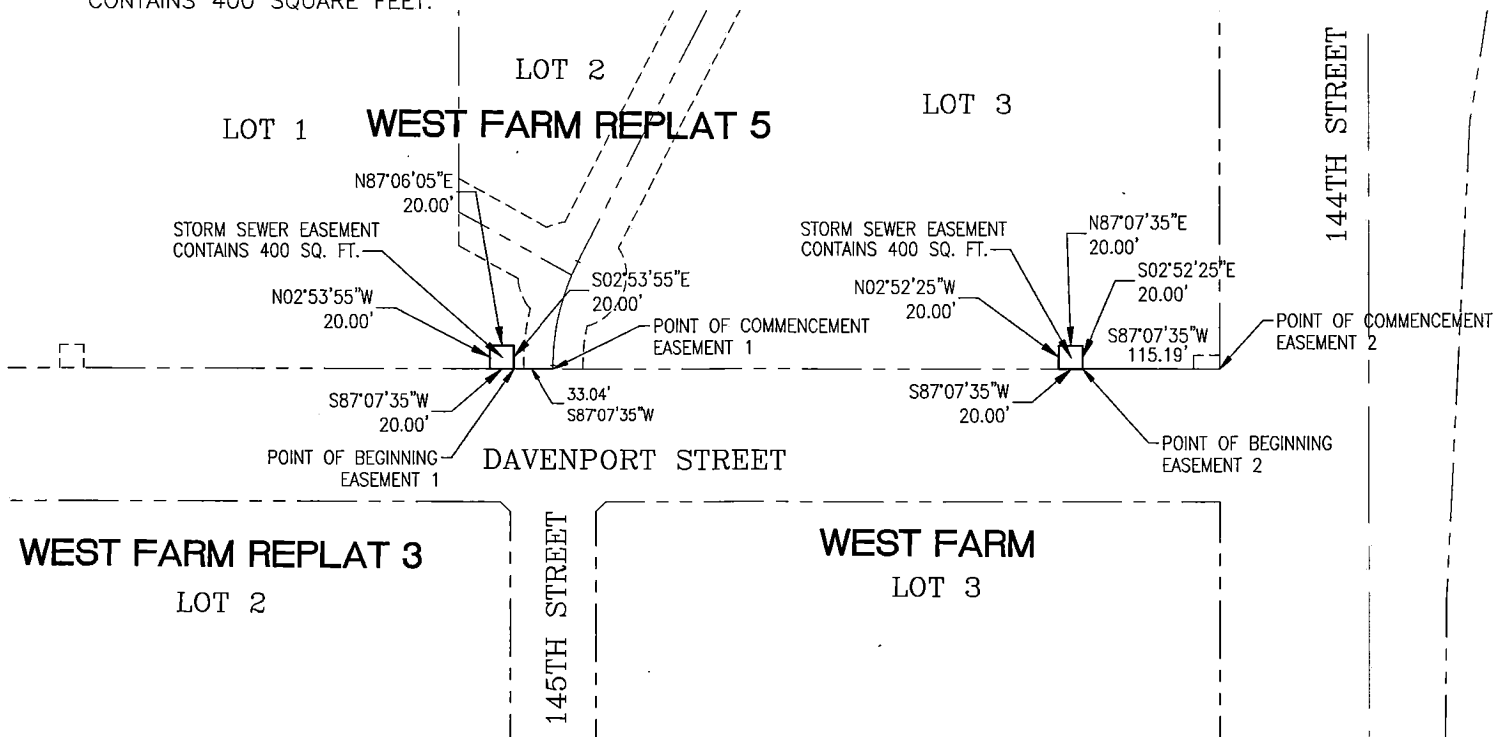 CONTAINS 400 SQUARE FEET.
LOT 2
LOT 1
WEST FARM REPLAT 5
LOT 3
144TH STREET
N87°06'05"E
20.00'
STORM SEWER EASEMENT
CONTAINS 400 SQ. FT.
N02°53'55"W
20.00'
S02°53'55"E
20.00'
POINT OF COMMENCEMENT
EASEMENT 1
S87°07'35"W
20.00'
33.04'
S87°07'35"W
POINT OF BEGINNING
EASEMENT 1
STORM SEWER EASEMENT
CONTAINS 400 SQ. FT.
N87°07'35"E
20.00'
N02°52'25"W
20.00'
S02°52'25"E
20.00'
S87°07'35"W
115.19'
POINT OF COMMENCEMENT
EASEMENT 2
S87°07'35"W
20.00'
POINT OF BEGINNING
EASEMENT 2
DAVENPORT STREET
WEST FARM REPLAT 3
LOT 2
145TH STREET
WEST FARM
LOT 3